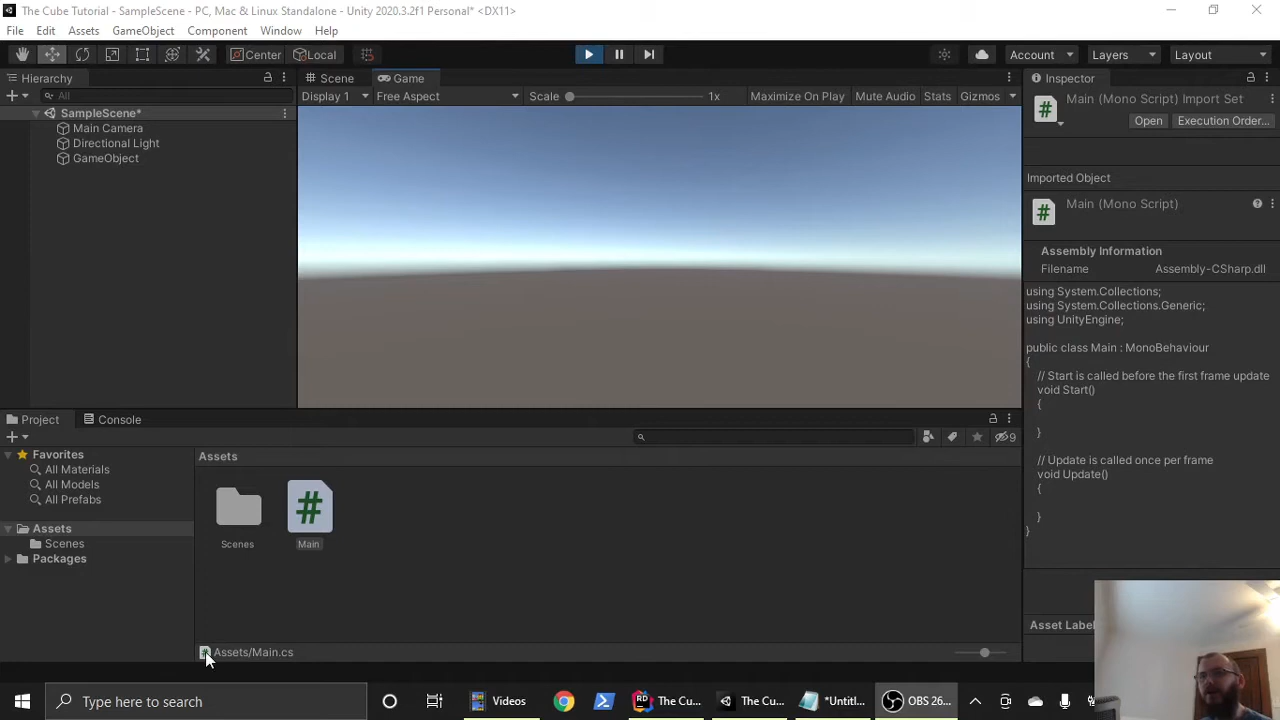 The Cube Tutorial - SampleScene - PC, Mac & Linux Standalone - Unity 2020.3.2f1 Personal* <DX11>
File Edit Assets GameObject Component Window Help
Center Local Account Layers Layout
Hierarchy Scene Game Inspector
All Display 1 Free Aspect Scale 1x Maximize On Play Mute Audio Stats Gizmos
SampleScene*
Main Camera
Directional Light
GameObject
Main (Mono Script) Import Set
Open Execution Order...
Imported Object
Main (Mono Script)
Assembly Information
Filename Assembly-CSharp.dll
using System.Collections;
using System.Collections.Generic;
using UnityEngine;
public class Main : MonoBehaviour
{
// Start is called before the first frame update
void Start()
{
}
// Update is called once per frame
void Update()
{
}
}
Asset Label
Project Console
9
Favorites
All Materials
All Models
All Prefabs
Assets
Scenes
Packages
Assets
Scenes Main
Assets/Main.cs
Type here to search Videos The Cu... The Cu... *Untitl... OBS 26...